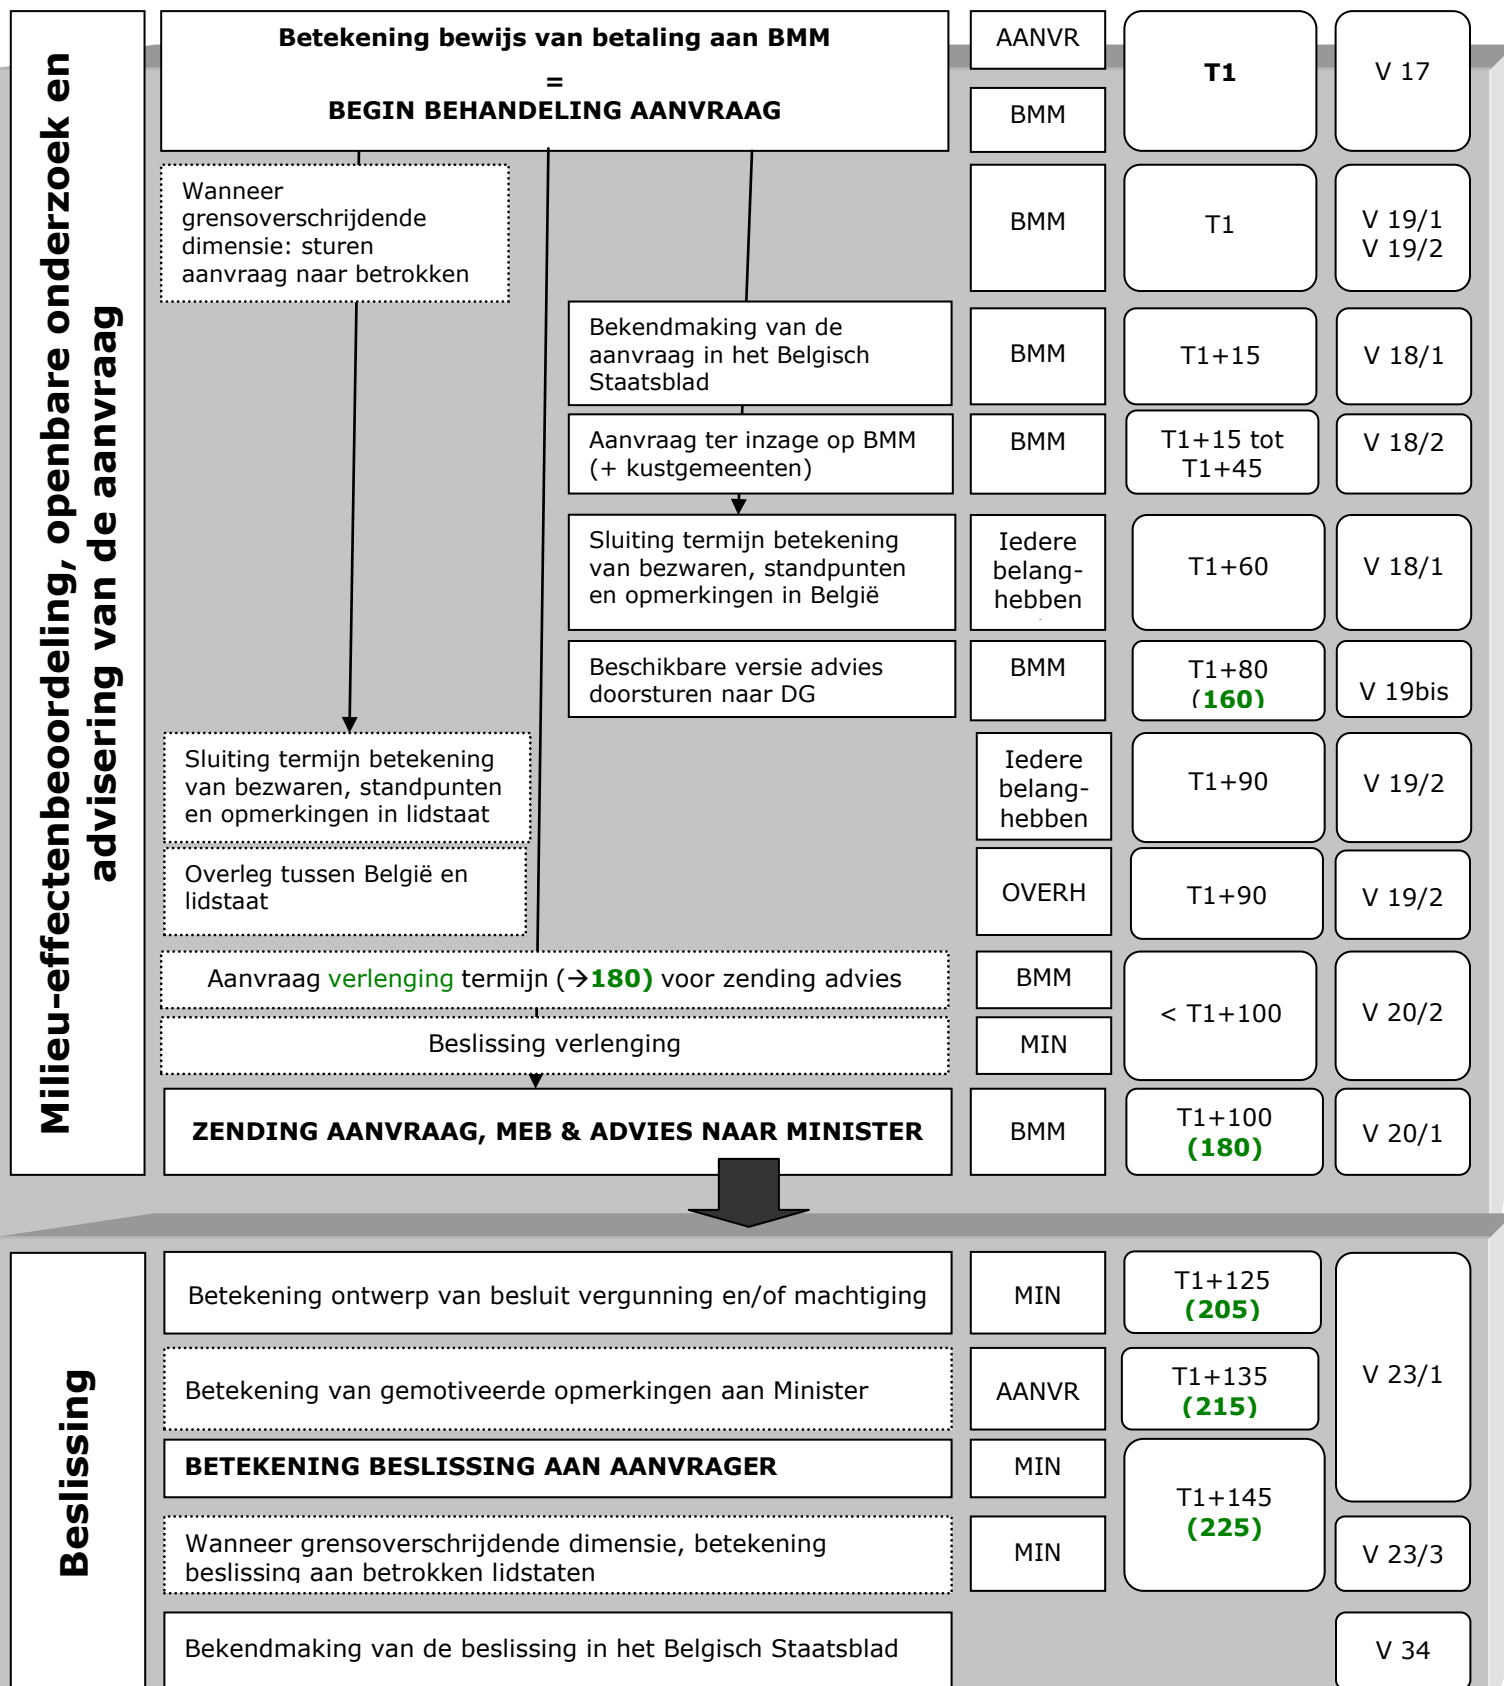 Milieu-effectenbeoordeling, openbare onderzoek en
advisering van de aanvraag
Betekening bewijs van betaling aan BMM
=
BEGIN BEHANDELING AANVRAAG
AANVR
BMM
T1
V 17
Wanneer
grensoverschrijdende
dimensie: sturen
aanvraag naar betrokken
BMM
T1
V 19/1
V 19/2
Bekendmaking van de
aanvraag in het Belgisch
Staatsblad
BMM
T1+15
V 18/1
Aanvraag ter inzage op BMM
(+ kustgemeenten)
BMM
T1+15 tot
T1+45
V 18/2
Sluiting termijn betekening
van bezwaren, standpunten
en opmerkingen in België
Iedere
belang-
hebben
T1+60
V 18/1
Beschikbare versie advies
doorsturen naar DG
BMM
T1+80
(160)
V 19bis
Sluiting termijn betekening
van bezwaren, standpunten
en opmerkingen in lidstaat
Iedere
belang-
hebben
T1+90
V 19/2
Overleg tussen België en
lidstaat
OVERH
T1+90
V 19/2
Aanvraag verlenging termijn (→180) voor zending advies
BMM
< T1+100
V 20/2
Beslissing verlenging
MIN
ZENDING AANVRAAG, MEB & ADVIES NAAR MINISTER
BMM
T1+100
(180)
V 20/1
Beslissing
Betekening ontwerp van besluit vergunning en/of machtiging
MIN
T1+125
(205)
V 23/1
Betekening van gemotiveerde opmerkingen aan Minister
AANVR
T1+135
(215)
BETEKENING BESLISSING AAN AANVRAGER
MIN
T1+145
(225)
Wanneer grensoverschrijdende dimensie, betekening
beslissing aan betrokken lidstaten
MIN
V 23/3
Bekendmaking van de beslissing in het Belgisch Staatsblad
V 34